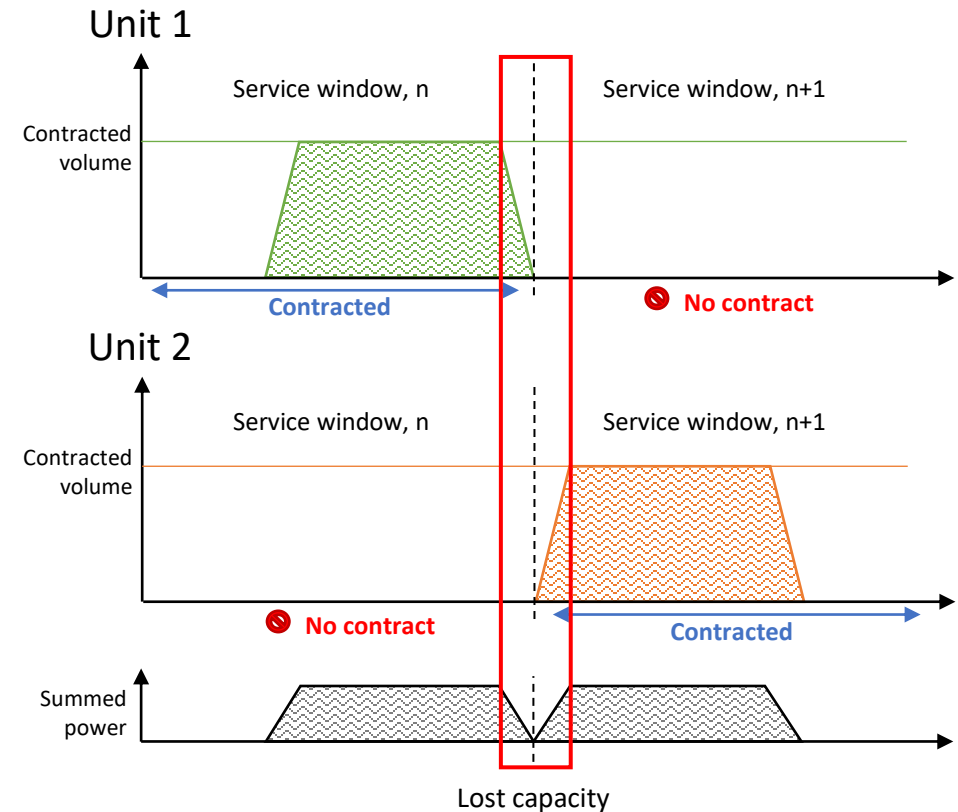 Unit 1
Service window, n
Service window, n+1
Contracted
volume
Contracted
No contract
Unit 2
Service window, n
Service window, n+1
Contracted
volume
No contract
Contracted
Summed
power
Lost capacity